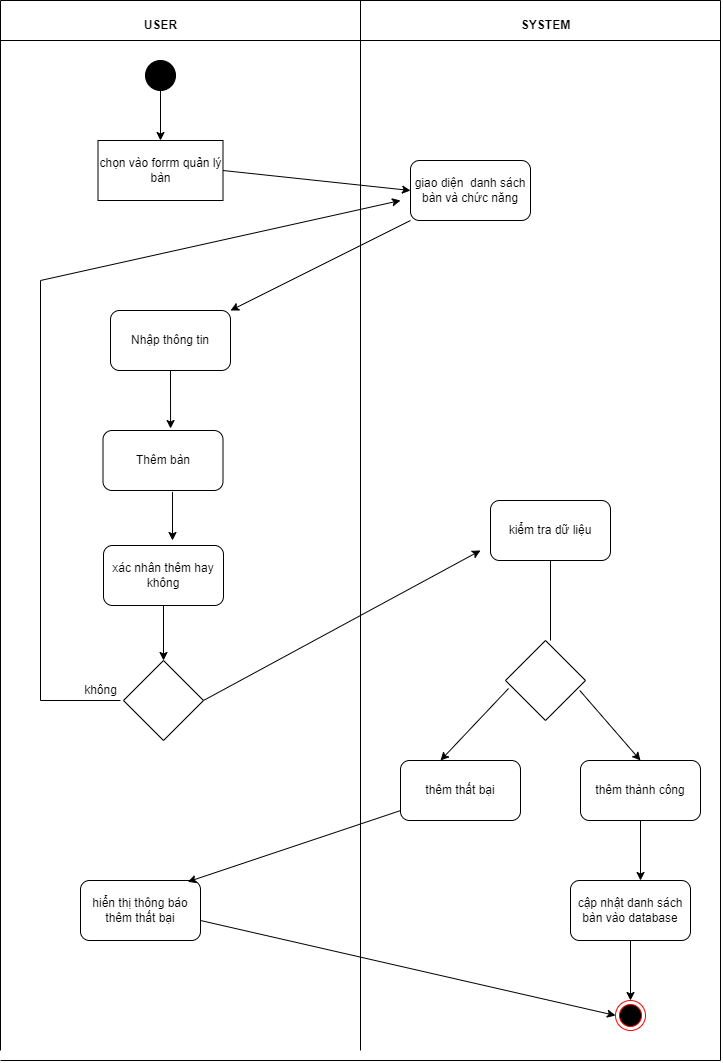 USER
SYSTEM
chọn vào forrm quản lý
bàn
giao diện danh sách
bàn và chức năng
Nhập thông tin
Thêm bàn
xác nhân thêm hay
không
kiểm tra dữ liệu
không
thêm thất bại
thêm thành công
hiển thị thông báo
thêm thất bại
cập nhật danh sách
bàn vào database